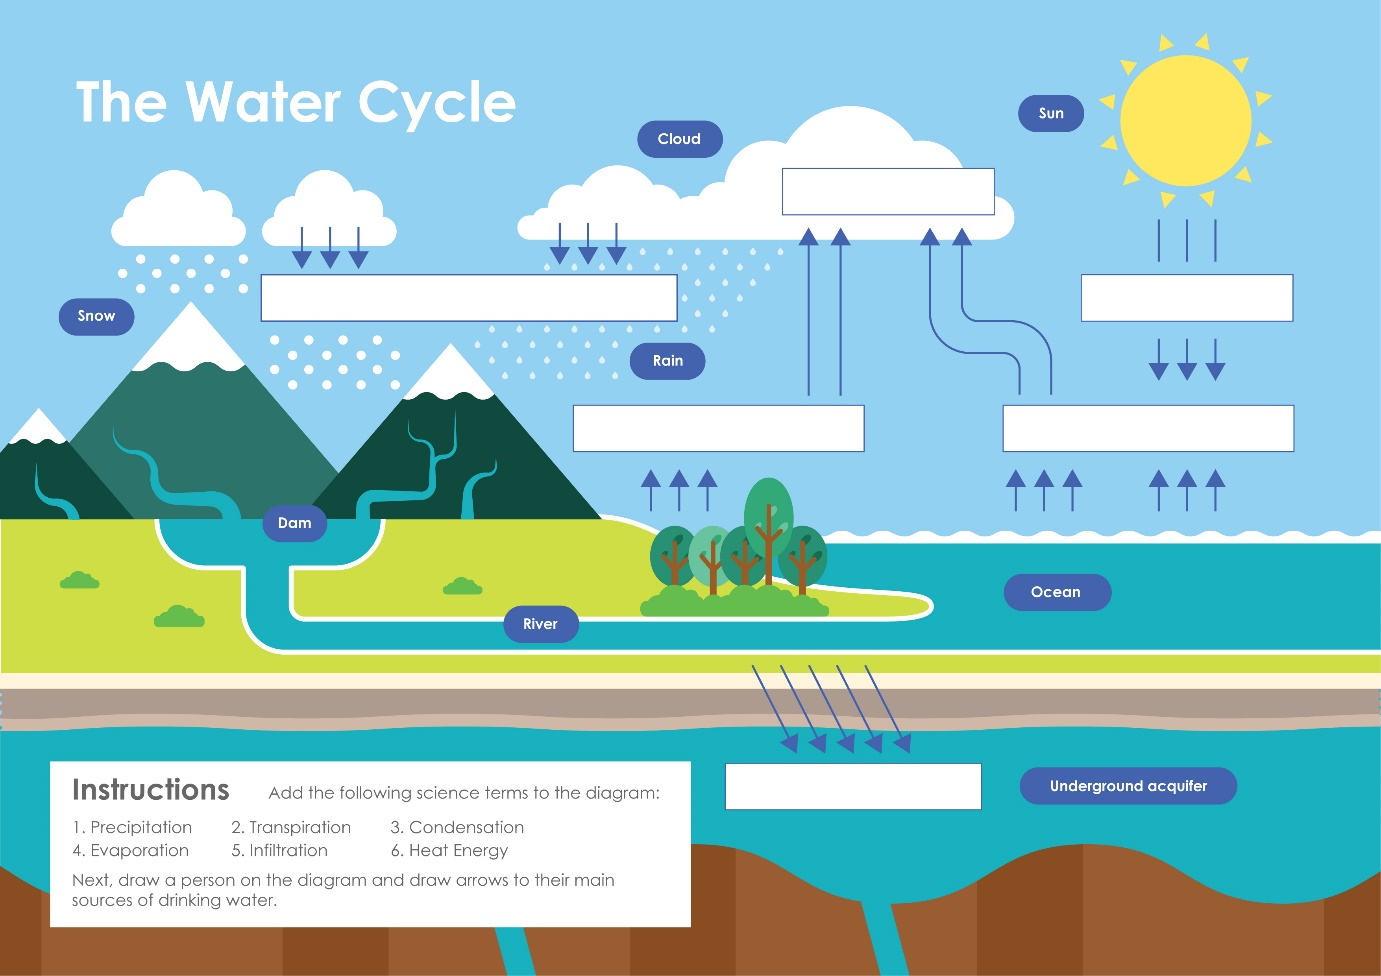 The Water Cycle
Cloud
Sun
Snow
Rain
Dam
Ocean
River
Underground acquifer
Instructions Add the following science terms to the diagram:
1. Precipitation 2. Transpiration 3. Condensation
4. Evaporation 5. Infiltration 6. Heat Energy
Next, draw a person on the diagram and draw arrows to their main
sources of drinking water.